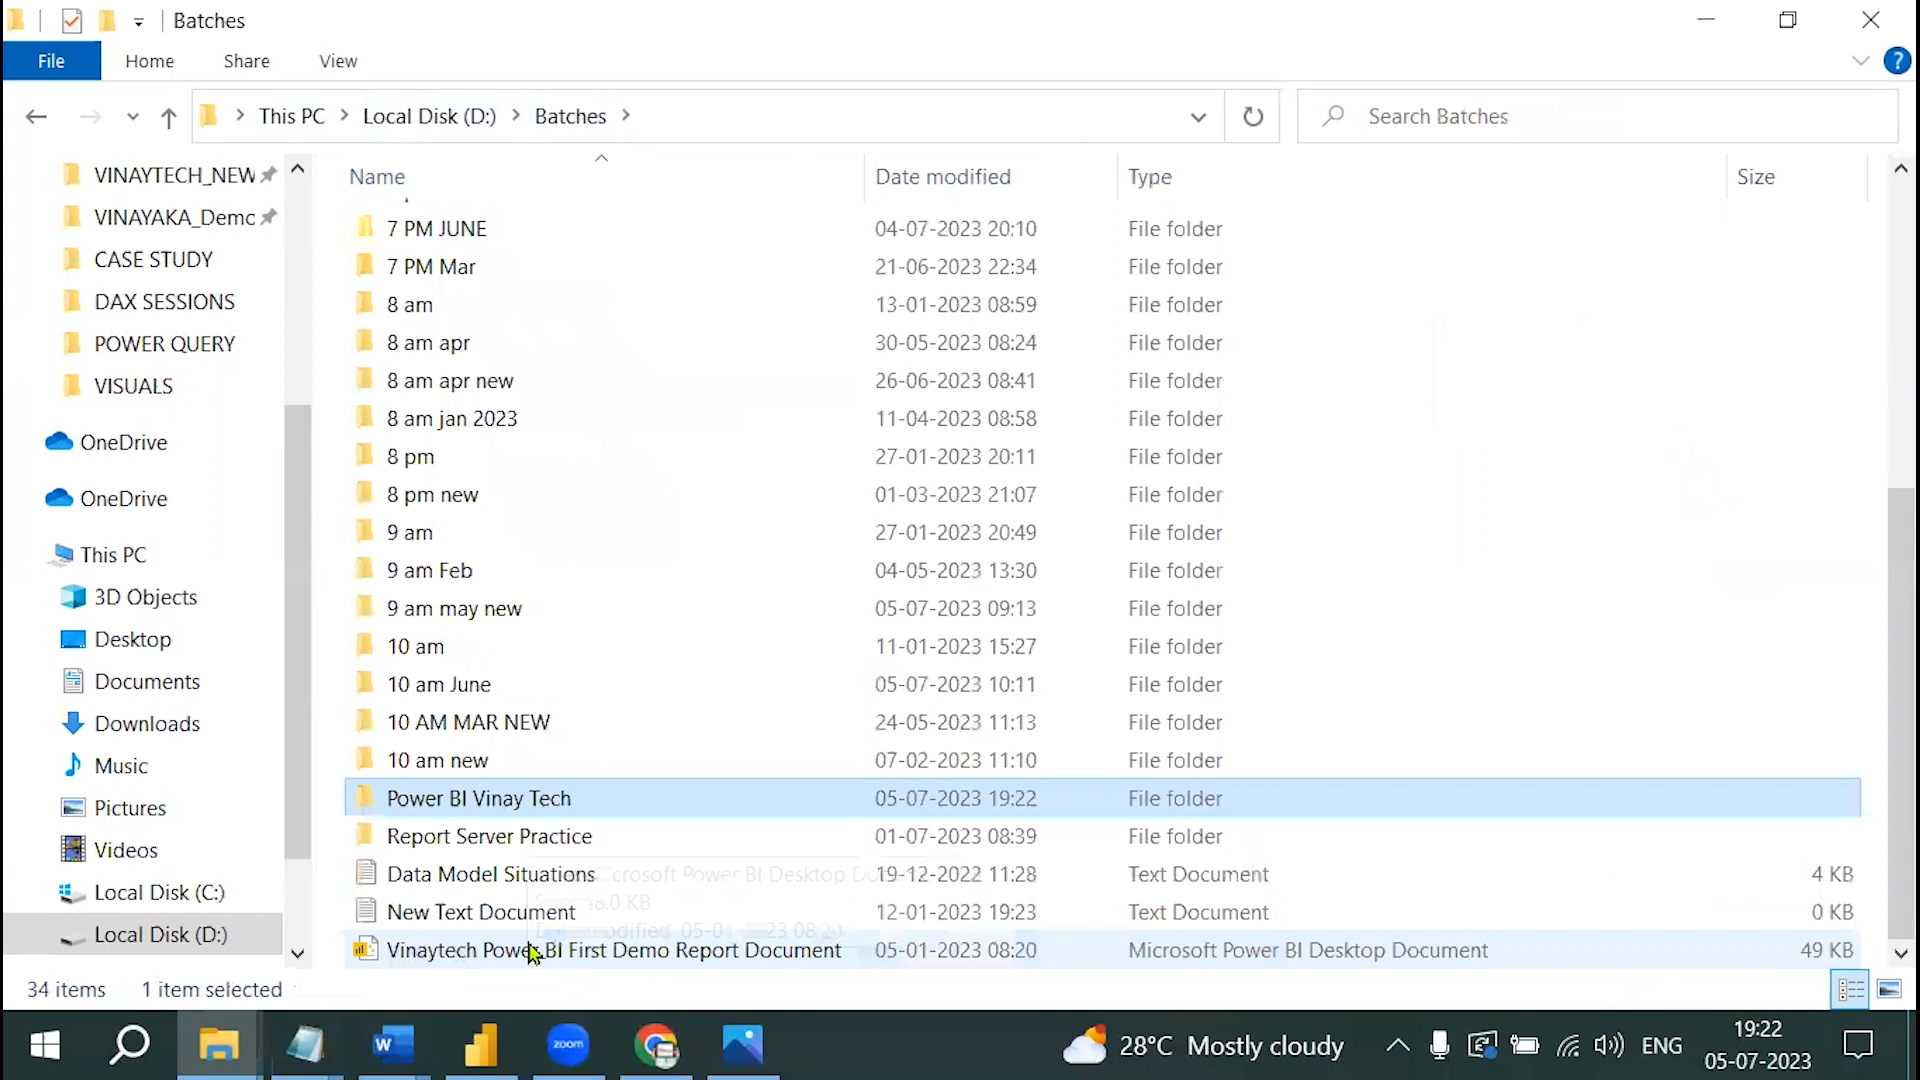 Batches
File Home Share View
This PC > Local Disk (D:) > Batches >
Search Batches
VINAYTECH_NEW
VINAYAKA_Demo
CASE STUDY
DAX SESSIONS
POWER QUERY
VISUALS
OneDrive
OneDrive
This PC
3D Objects
Desktop
Documents
Downloads
Music
Pictures
Videos
Local Disk (C:)
Local Disk (D:)
Name Date modified Type Size
7 PM JUNE 04-07-2023 20:10 File folder
7 PM Mar 21-06-2023 22:34 File folder
8 am 13-01-2023 08:59 File folder
8 am apr 30-05-2023 08:24 File folder
8 am apr new 26-06-2023 08:41 File folder
8 am jan 2023 11-04-2023 08:58 File folder
8 pm 27-01-2023 20:11 File folder
8 pm new 01-03-2023 21:07 File folder
9 am 27-01-2023 20:49 File folder
9 am Feb 04-05-2023 13:30 File folder
9 am may new 05-07-2023 09:13 File folder
10 am 11-01-2023 15:27 File folder
10 am June 05-07-2023 10:11 File folder
10 AM MAR NEW 24-05-2023 11:13 File folder
10 am new 07-02-2023 11:10 File folder
Power BI Vinay Tech 05-07-2023 19:22 File folder
Report Server Practice 01-07-2023 08:39 File folder
Data Model Situations 19-12-2022 11:28 Text Document 4 KB
New Text Document 12-01-2023 19:23 Text Document 0 KB
Vinaytech Power BI First Demo Report Document 05-01-2023 08:20 Microsoft Power BI Desktop Document 49 KB
34 items 1 item selected
zoom
28°C Mostly cloudy
ENG
19:22
05-07-2023